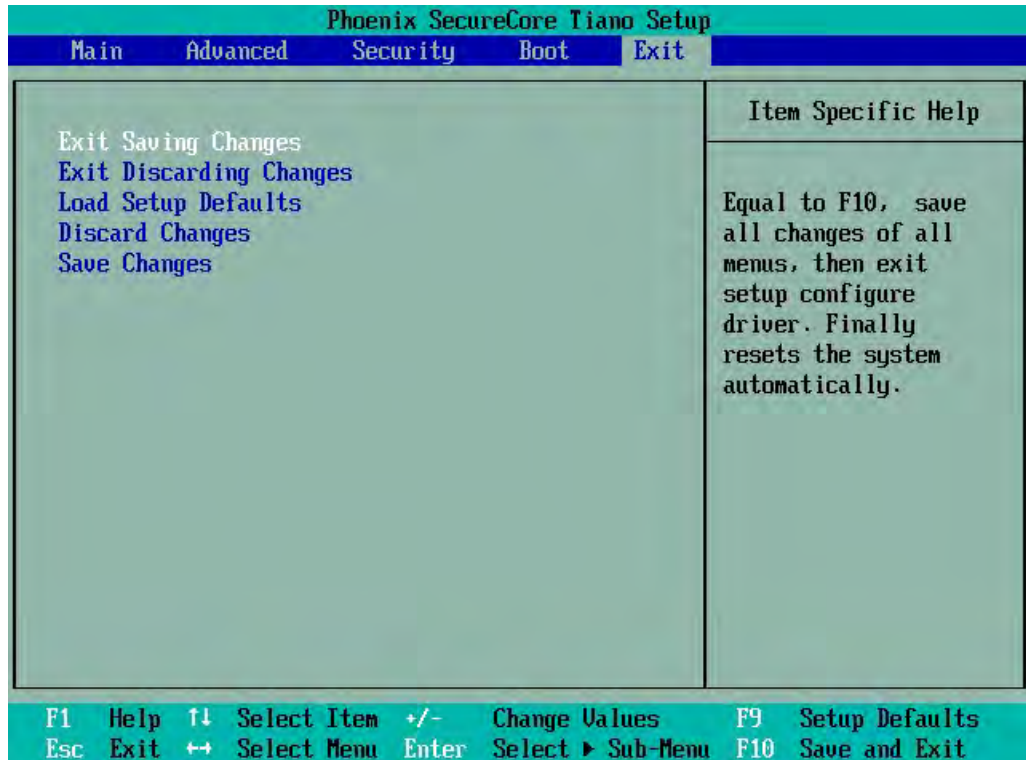 Phoenix SecureCore Tiano Setup
Main Advanced Security Boot Exit
Exit Saving Changes
Exit Discarding Changes
Load Setup Defaults
Discard Changes
Save Changes
Item Specific Help
Equal to F10, save
all changes of all
menus, then exit
setup configure
driver. Finally
resets the system
automatically.
F1 Help ↑↓ Select Item +/- Change Values F9 Setup Defaults
Esc Exit ↔ Select Menu Enter Select ▶ Sub-Menu F10 Save and Exit